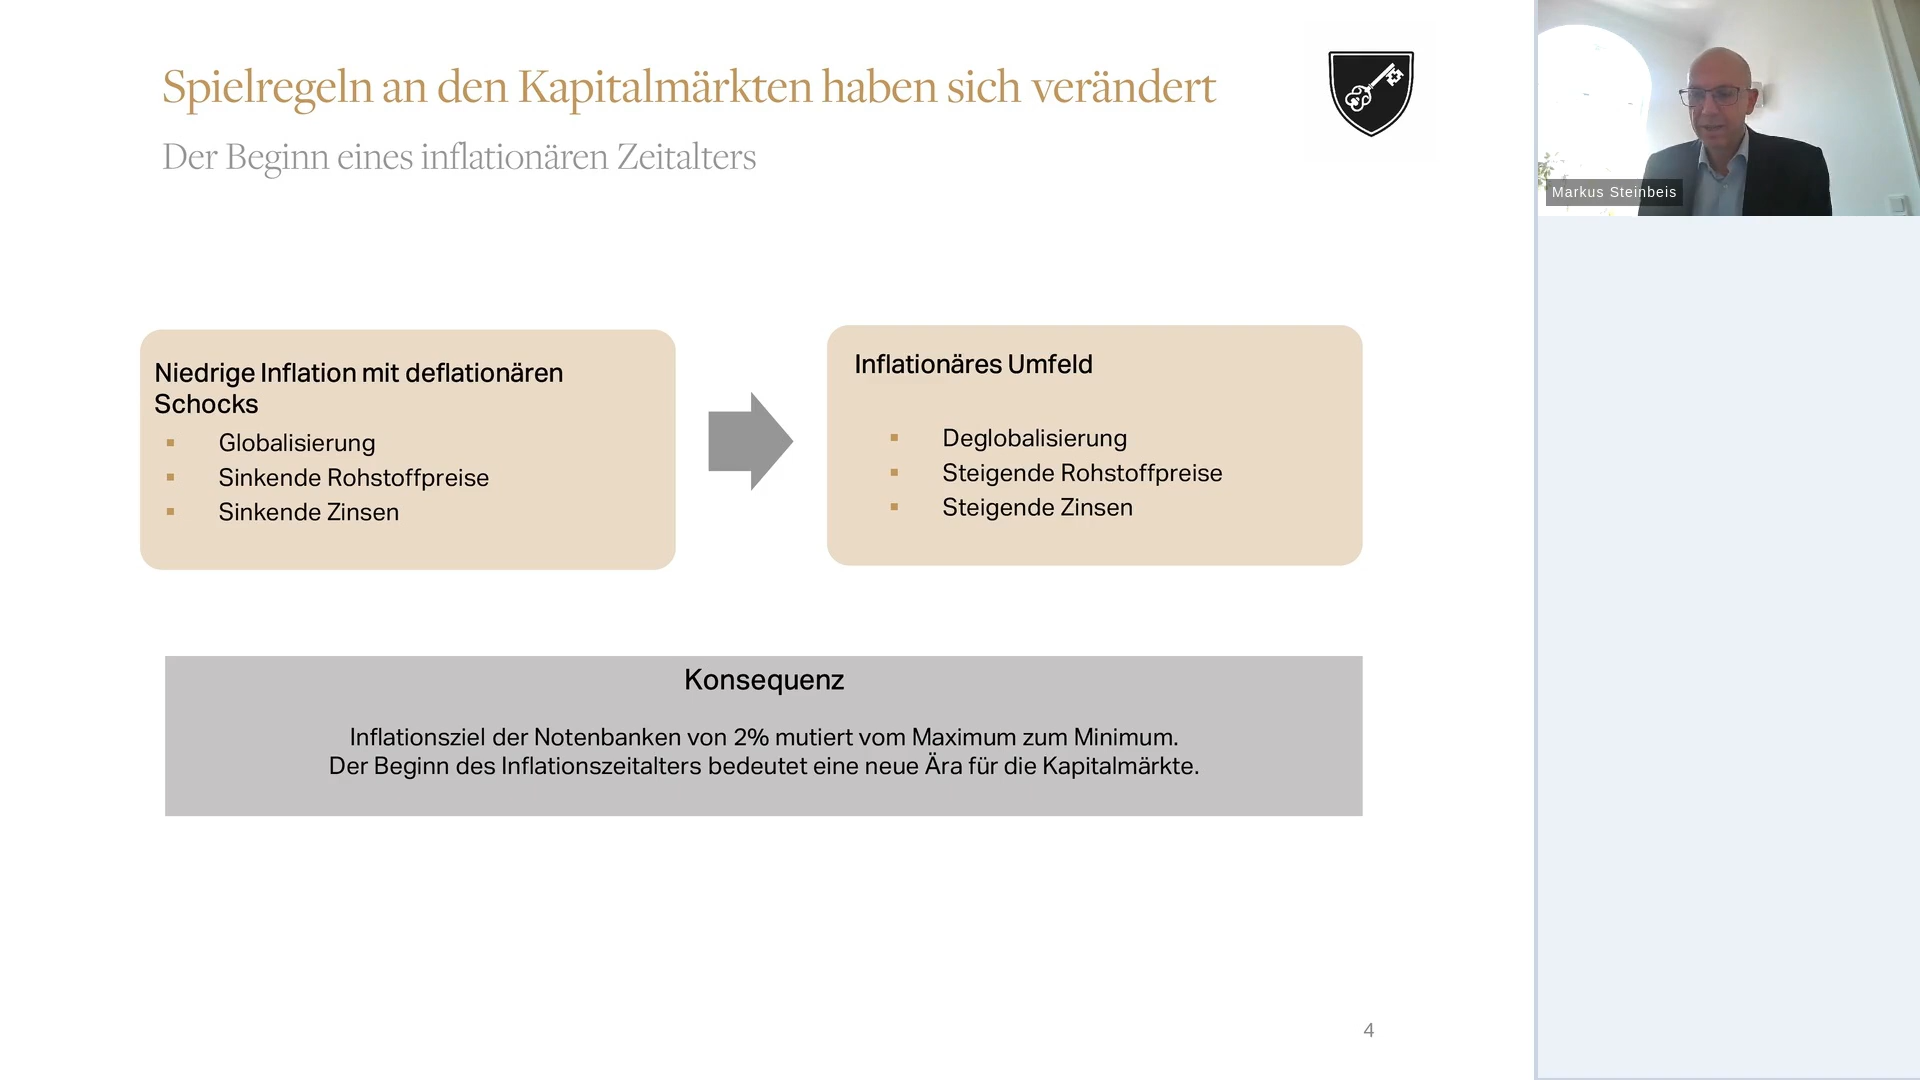 Spielregeln an den Kapitalmärkten haben sich verändert
Der Beginn eines inflationären Zeitalters
Markus Steinbeis
Niedrige Inflation mit deflationären
Schocks
▪ Globalisierung
▪ Sinkende Rohstoffpreise
▪ Sinkende Zinsen
Inflationäres Umfeld
▪ Deglobalisierung
▪ Steigende Rohstoffpreise
▪ Steigende Zinsen
Konsequenz
Inflationsziel der Notenbanken von 2% mutiert vom Maximum zum Minimum.
Der Beginn des Inflationszeitalters bedeutet eine neue Ära für die Kapitalmärkte.
4